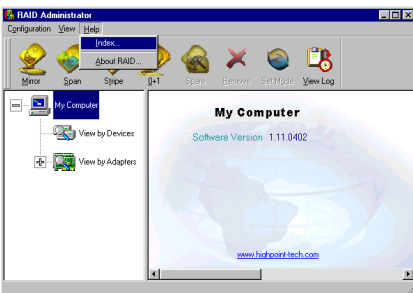 RAID Administrator
Configuration View Help
Index...
About RAID...
Mirror Span Stripe 0+1 Spare Remove Set Mode View Log
My Computer
View by Devices
View by Adapters
My Computer
Software Version 1.11.0402
www.highpoint-tech.com